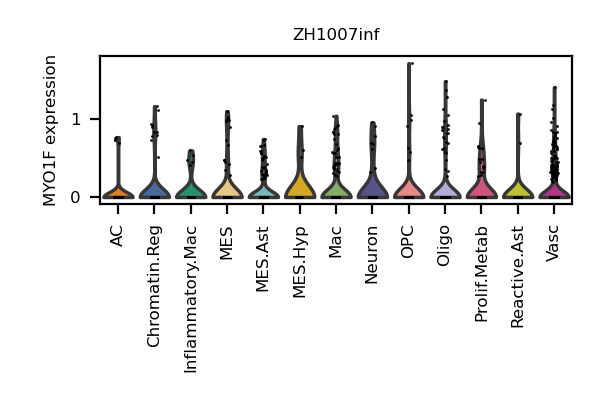 ZH1007inf
MYO1F expression
1
0
AC
Chromatin.Reg
Inflammatory.Mac
MES
MES.Ast
MES.Hyp
Mac
Neuron
OPC
Oligo
Prolif.Metab
Reactive.Ast
Vasc